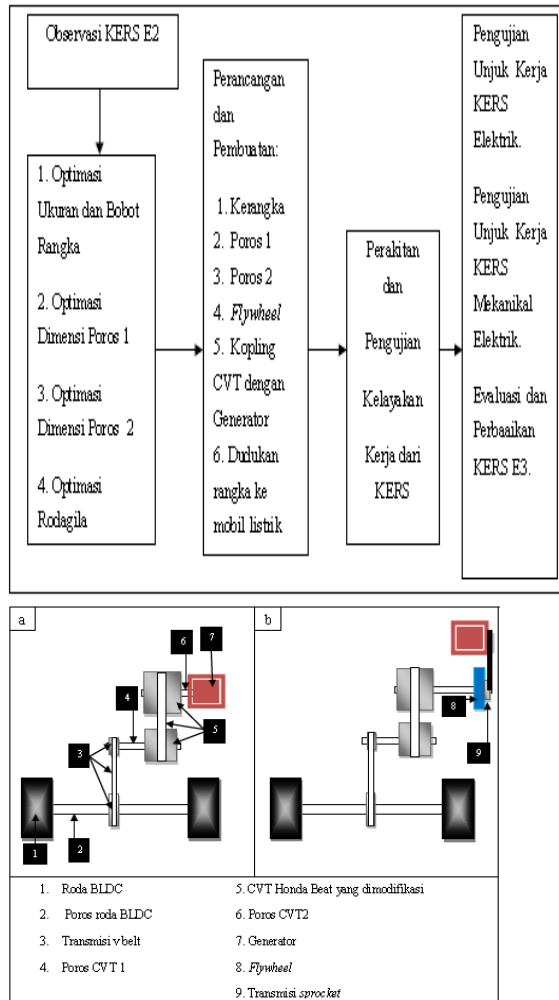 Observasi KERS E2
1. Optimasi
Ukuran dan Bobot
Rangka
2. Optimasi
Dimensi Poros 1
3. Optimasi
Dimensi Poros 2
4. Optimasi
Rodagila
Perancangan
dan
Pembuatan:
1. Kerangka
2. Poros 1
3. Poros 2
4. Flywheel
5. Kopling
CVT dengan
Generator
6. Dudukan
rangka ke
mobil listrik
Perakitan
dan
Pengujian
Kelayakan
Kerja dari
KERS
Pengujian
Unjuk Kerja
KERS
Elektrik.
Pengujian
Unjuk Kerja
KERS
Mekanikal
Elektrik.
Evaluasi dan
Perbaaikan
KERS E3.
a
6
7
4
5
3
1
2
b
8
9
1. Roda BLDC
2. Poros roda BLDC
3. Transmisi vbelt
4. Poros CVT 1
5. CVT Honda Beat yang dimodifikasi
6. Poros CVT2
7. Generator
8. Flywheel
9. Transmisi sprocket